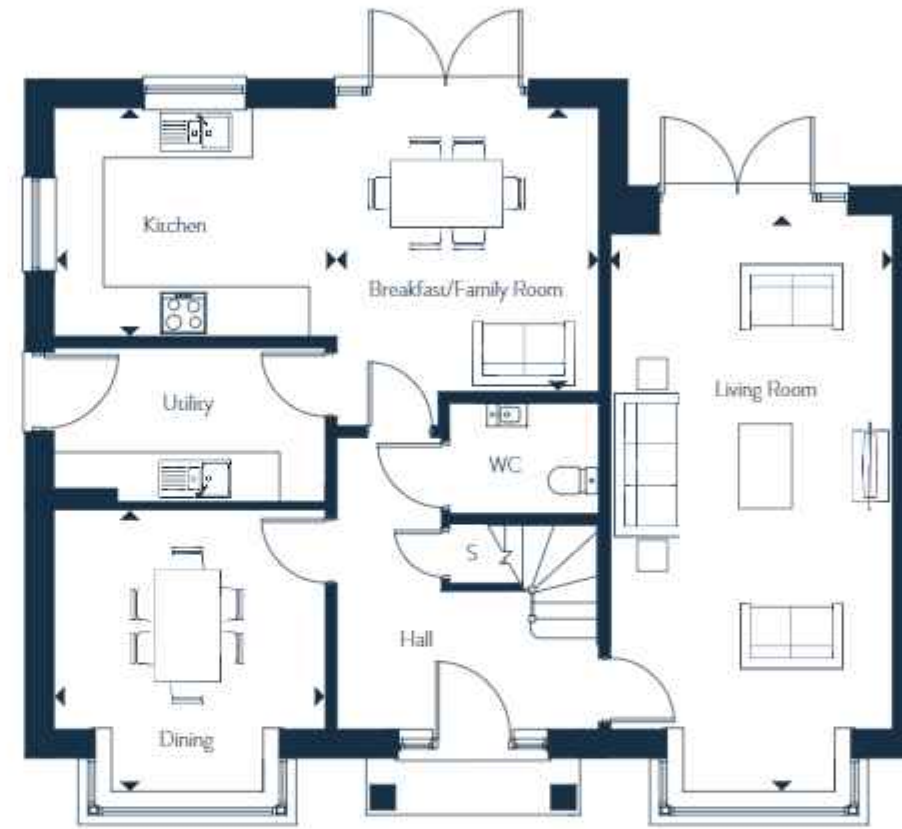 Kitchen
Breakfast/Family Room
Living Room
Utility
WC
S
Hall
Dining